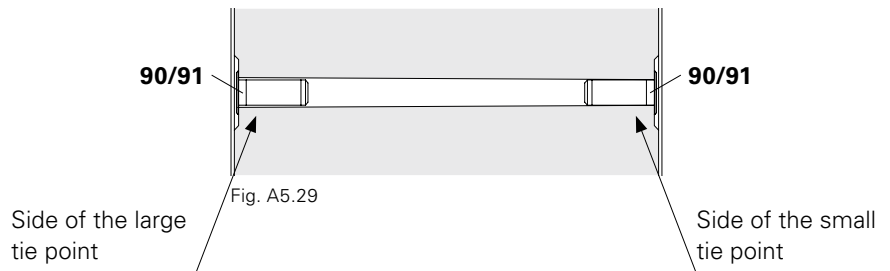 90/91
90/91
Fig. A5.29
Side of the large
tie point
Side of the small
tie point